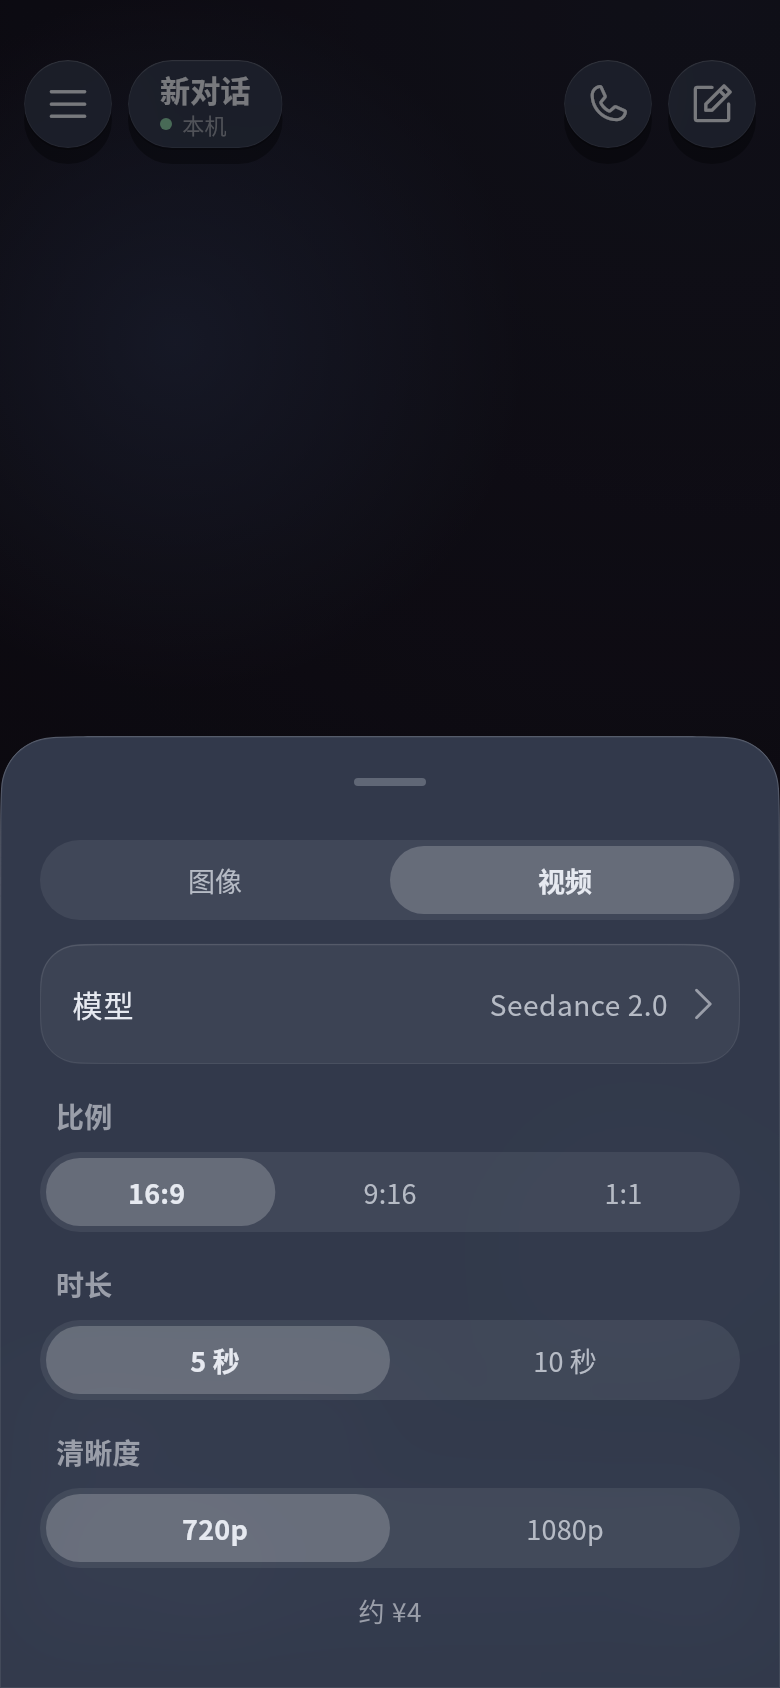 新对话
本机
图像
视频
模型
Seedance 2.0
比例
16:9
9:16
1:1
时长
5 秒
10 秒
清晰度
720p
1080p
约 ¥4